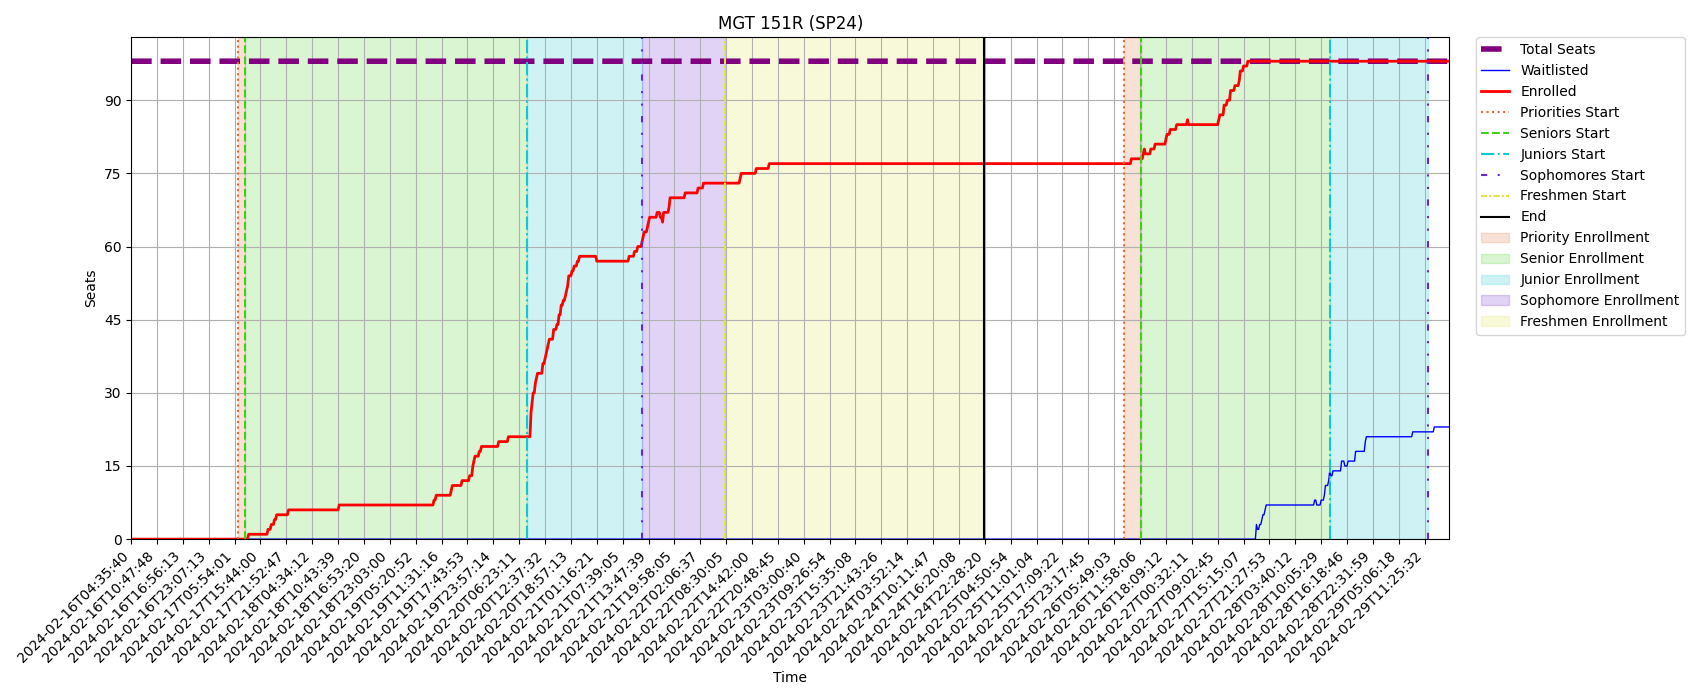 MGT 151R (SP24)
Seats
90
75
60
45
30
15
0
2024-02-16T04:35:40
2024-02-16T10:47:48
2024-02-16T16:56:13
2024-02-16T23:07:13
2024-02-17T05:54:01
2024-02-17T15:44:00
2024-02-17T21:52:47
2024-02-18T04:34:12
2024-02-18T10:43:39
2024-02-18T16:53:20
2024-02-18T23:03:00
2024-02-19T05:20:52
2024-02-19T11:31:16
2024-02-19T17:43:53
2024-02-19T23:57:14
2024-02-20T06:23:11
2024-02-20T12:37:32
2024-02-20T18:57:13
2024-02-21T01:16:21
2024-02-21T07:39:05
2024-02-21T13:47:39
2024-02-21T19:58:05
2024-02-22T02:06:37
2024-02-22T08:30:05
2024-02-22T14:42:00
2024-02-22T20:48:45
2024-02-23T03:00:40
2024-02-23T09:26:54
2024-02-23T15:35:08
2024-02-23T21:43:26
2024-02-24T03:52:14
2024-02-24T10:11:47
2024-02-24T16:20:08
2024-02-24T22:28:20
2024-02-25T04:50:54
2024-02-25T11:01:04
2024-02-25T17:09:22
2024-02-25T23:17:45
2024-02-26T05:49:03
2024-02-26T11:58:06
2024-02-26T18:09:12
2024-02-27T00:32:11
2024-02-27T09:02:45
2024-02-27T15:15:07
2024-02-27T21:27:53
2024-02-28T03:40:12
2024-02-28T10:05:29
2024-02-28T16:18:46
2024-02-28T22:31:59
2024-02-29T05:06:18
2024-02-29T11:25:32
Time
Total Seats
Waitlisted
Enrolled
Priorities Start
Seniors Start
Juniors Start
Sophomores Start
Freshmen Start
End
Priority Enrollment
Senior Enrollment
Junior Enrollment
Sophomore Enrollment
Freshmen Enrollment